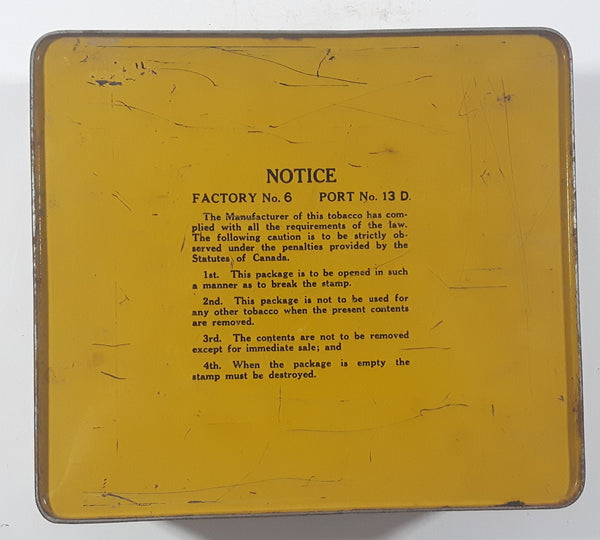 NOTICE
FACTORY No. 6 PORT No. 13 D.
The Manufacturer of this tobacco has com-
plied with all the requirements of the law.
The following caution is to be strictly ob-
served under the penalties provided by the
Statutes of Canada.
1st. This package is to be opened in such
a manner as to break the stamp.
2nd. This package is not to be used for
any other tobacco when the present contents
are removed.
3rd. The contents are not to be removed
except for immediate sale; and
4th. When the package is empty the
stamp must be destroyed.